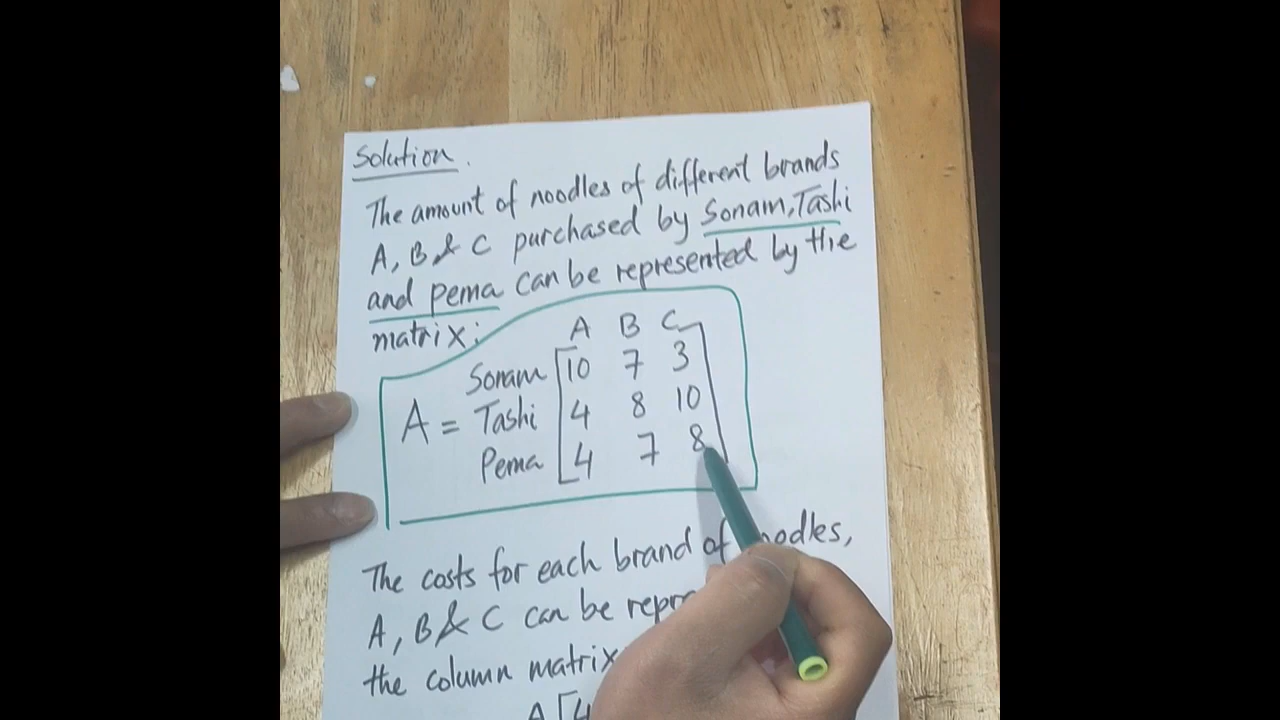 Solution.
The amount of noodles of different brands
A, B & C purchased by Sonam, Tashi
and pema can be represented by the
matrix:
A B C
Sonam 10 7 3
A = Tashi 4 8 10
Pema 4 7 8
The costs for each brand of noodles,
A, B & C can be
the column matrix
A [4